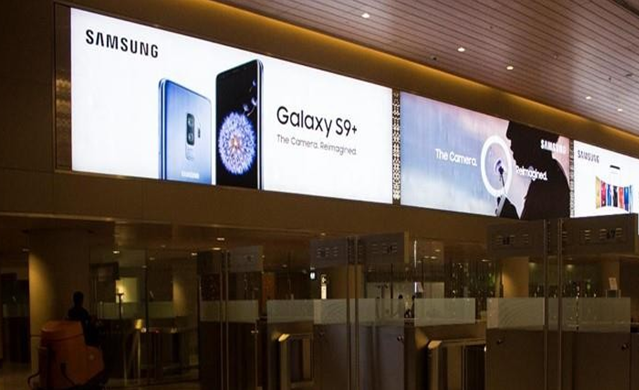 SAMSUNG
Galaxy S9+
The Camera. Reimagined.
The Camera. Reimagined.
SAMSUNG
SAMSUNG